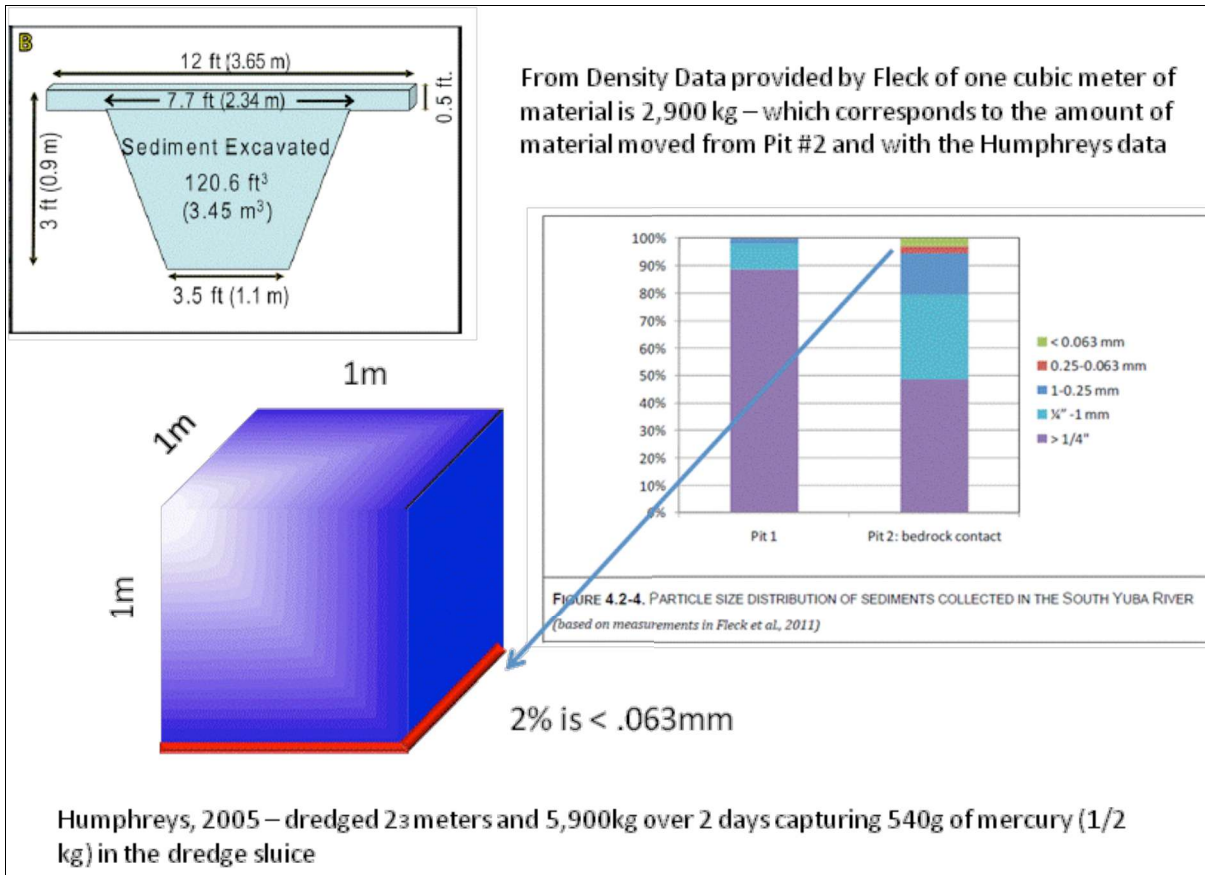 B
12 ft (3.65 m)
7.7 ft (2.34 m)
0.5 ft.
Sediment Excavated
120.6 ft³
(3.45 m³)
3 ft (0.9 m)
3.5 ft (1.1 m)
From Density Data provided by Fleck of one cubic meter of
material is 2,900 kg – which corresponds to the amount of
material moved from Pit #2 and with the Humphreys data
100%
90%
80%
70%
60%
50%
40%
30%
20%
10%
0%
Pit 1
Pit 2: bedrock contact
< 0.063 mm
0.25-0.063 mm
1-0.25 mm
¼" -1 mm
> 1/4"
FIGURE 4.2-4. PARTICLE SIZE DISTRIBUTION OF SEDIMENTS COLLECTED IN THE SOUTH YUBA RIVER
(based on measurements in Fleck et al., 2011)
1m
1m
1m
2% is < .063mm
Humphreys, 2005 – dredged 23 meters and 5,900kg over 2 days capturing 540g of mercury (1/2
kg) in the dredge sluice